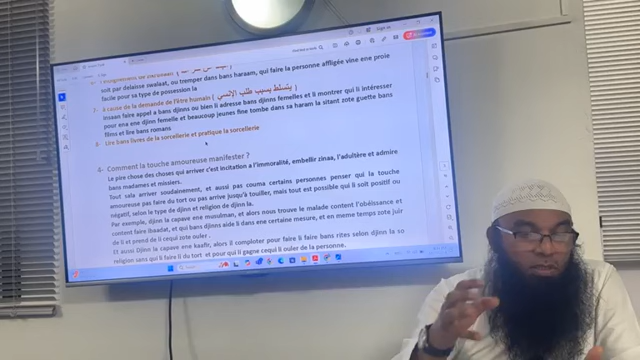 soit par delaisse awalaat, ou tremper dans bans haraam, qui faire la personne affligée vine ene proie
facile pour sa type de possession la
7- à cause de la demande de l'être humain ( يتسلط بسبب طلب الإنسي )
insaan faire appel a bans djinns où bien li adresse bans djinns femelles et li montrer qui li intéresser
pour ene ene djinn femelle et beaucoup jeunes fine tombe dans sa haram la sitant zote guette bans
films et lire bans romans
8- Lire bans livres de la sorcellerie et pratique la sorcellerie
4- Comment la touche amoureuse manifester ?
Le pire chose des choses qui arriver c'est incitation a l'immoralité, embellir zinaa, l'adultère et admire
bans madames et missiers.
Tout sala arriver soudainement, et aussi pas couma certains personnes penser qui la touche
amoureuse pas faire du tort ou pas arrive jusqu'à touiller, mais tout est possible qui li soit positif ou
négatif, selon le type de djinn et religion de djinn la.
Par exemple, djinn la capave ene musulman, et alors nous trouve le malade content l'obéissance et
content faire Ibaadat, et qui bans djinns aide li dans ene certaine mesure, et en meme temps zote juir
de li et prend de li cequi zote ouler.
Et aussi Djinn la capave ene kaafir, alors li comploter pour faire li faire bans rites selon djinn la so
religion sans qui li faire li du tort et pour qui li gagne cequi li ouler de la personne.
Sign in